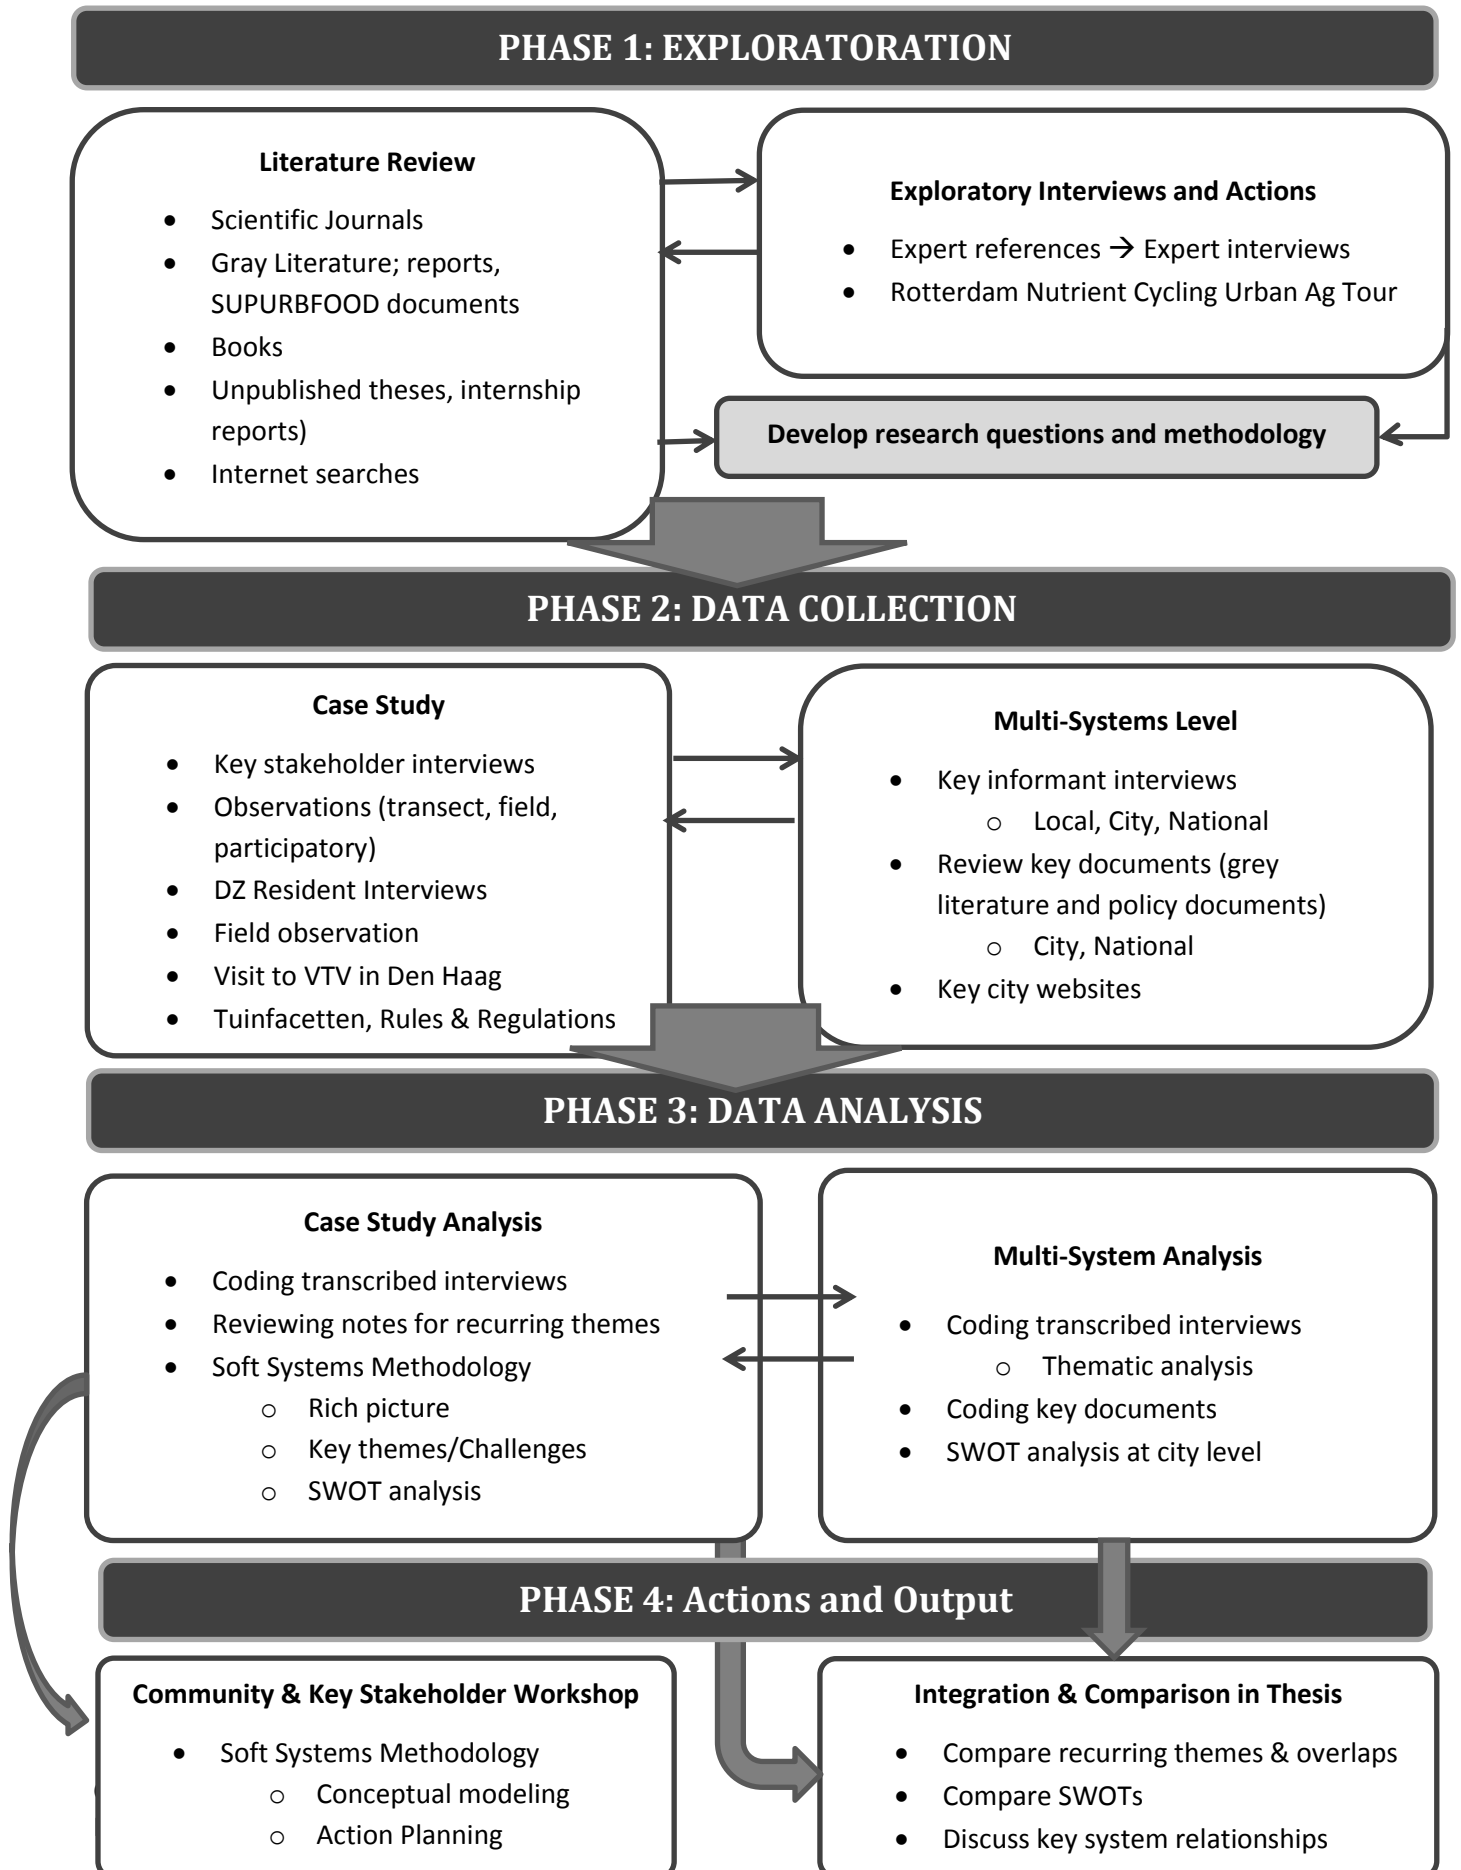 PHASE 1: EXPLORATORATION
Literature Review
• Scientific Journals
• Gray Literature; reports,
SUPURBFOOD documents
• Books
• Unpublished theses, internship
reports)
• Internet searches
Exploratory Interviews and Actions
• Expert references → Expert interviews
• Rotterdam Nutrient Cycling Urban Ag Tour
Develop research questions and methodology
PHASE 2: DATA COLLECTION
Case Study
• Key stakeholder interviews
• Observations (transect, field,
participatory)
• DZ Resident Interviews
• Field observation
• Visit to VTV in Den Haag
• Tuinfacetten, Rules & Regulations
Multi-Systems Level
• Key informant interviews
o Local, City, National
• Review key documents (grey
literature and policy documents)
o City, National
• Key city websites
PHASE 3: DATA ANALYSIS
Case Study Analysis
• Coding transcribed interviews
• Reviewing notes for recurring themes
• Soft Systems Methodology
o Rich picture
o Key themes/Challenges
o SWOT analysis
Multi-System Analysis
• Coding transcribed interviews
o Thematic analysis
• Coding key documents
• SWOT analysis at city level
PHASE 4: Actions and Output
Community & Key Stakeholder Workshop
• Soft Systems Methodology
o Conceptual modeling
o Action Planning
Integration & Comparison in Thesis
• Compare recurring themes & overlaps
• Compare SWOTs
• Discuss key system relationships